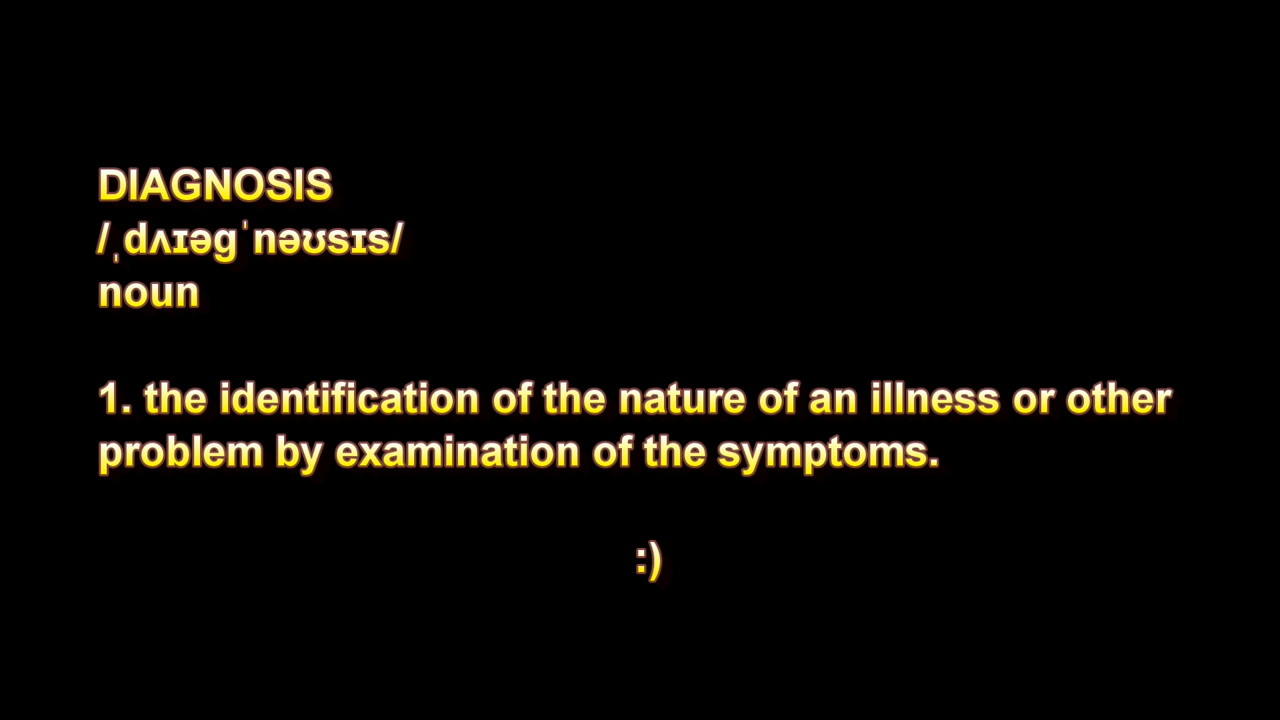 DIAGNOSIS
/ˌdʌɪəgˈnəʊsɪs/
noun
1. the identification of the nature of an illness or other
problem by examination of the symptoms.
:)